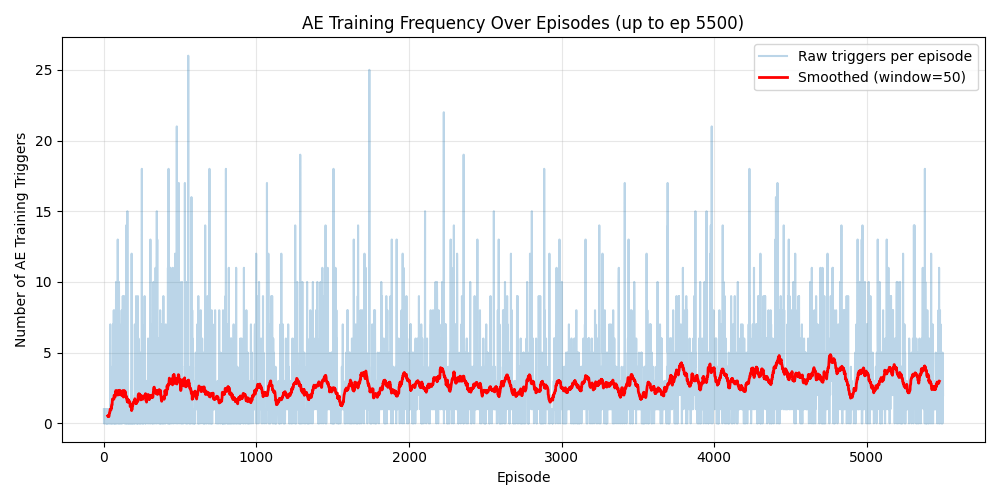 AE Training Frequency Over Episodes (up to ep 5500)
Raw triggers per episode
Smoothed (window=50)
Number of AE Training Triggers
25
20
15
10
5
0
0 1000 2000 3000 4000 5000
Episode